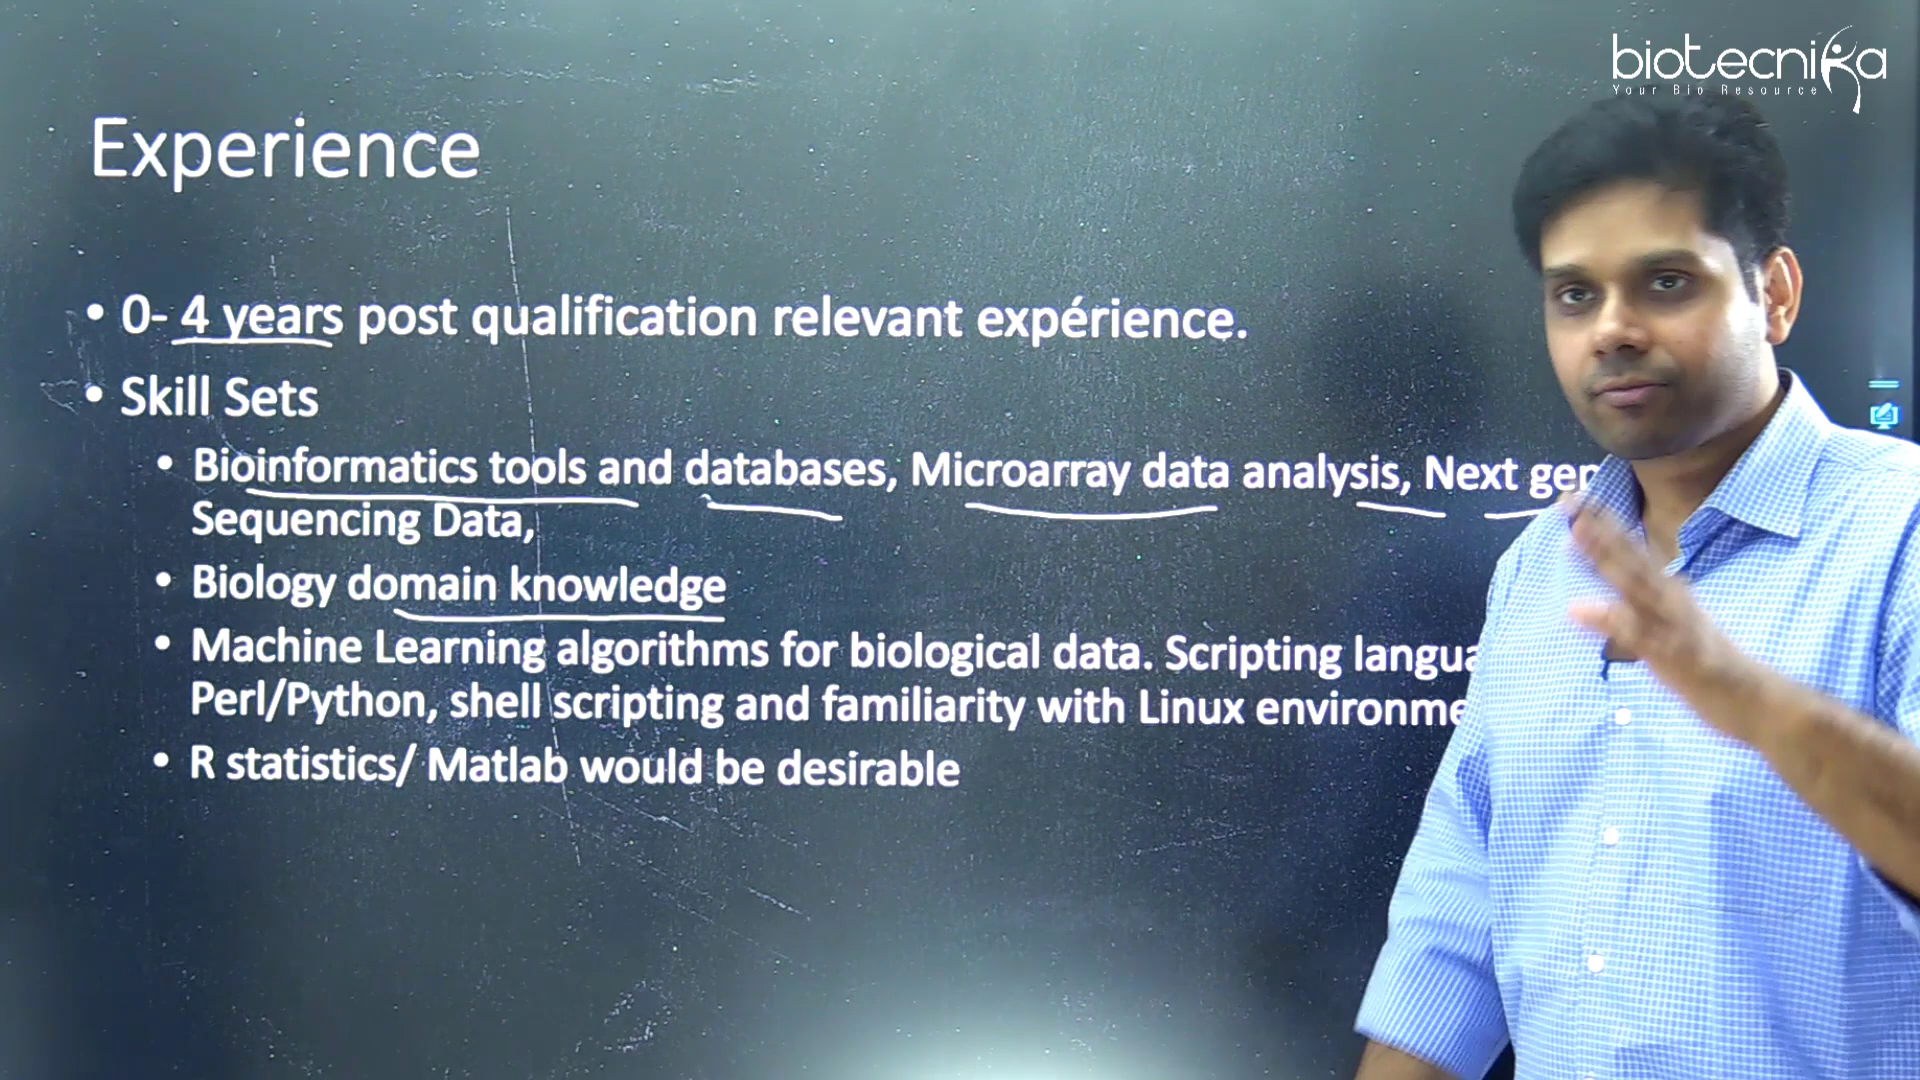 biotecnika
Your Bio Resource
Experience
• 0- 4 years post qualification relevant expérience.
• Skill Sets
• Bioinformatics tools and databases, Microarray data analysis, Next
Sequencing Data,
• Biology domain knowledge
• Machine Learning algorithms for biological data. Scripting
Perl/Python, shell scripting and familiarity with Linux
• R statistics/ Matlab would be desirable